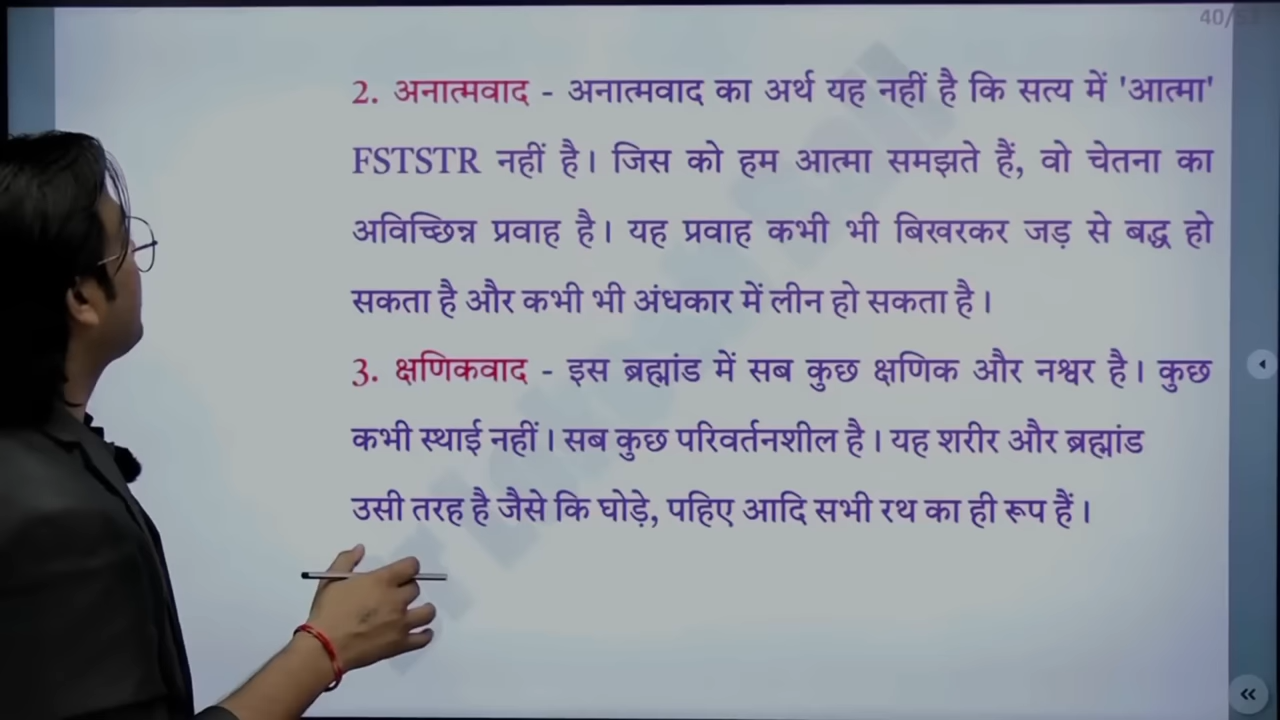 40/
2. अनात्मवाद - अनात्मवाद का अर्थ यह नहीं है कि सत्य में 'आत्मा'
FSTSTR नहीं है। जिस को हम आत्मा समझते हैं, वो चेतना का
अविच्छिन्न प्रवाह है। यह प्रवाह कभी भी बिखरकर जड़ से बद्ध हो
सकता है और कभी भी अंधकार में लीन हो सकता है।
3. क्षणिकवाद - इस ब्रह्मांड में सब कुछ क्षणिक और नश्वर है। कुछ
कभी स्थाई नहीं। सब कुछ परिवर्तनशील है। यह शरीर और ब्रह्मांड
उसी तरह है जैसे कि घोड़े, पहिए आदि सभी रथ का ही रूप हैं।